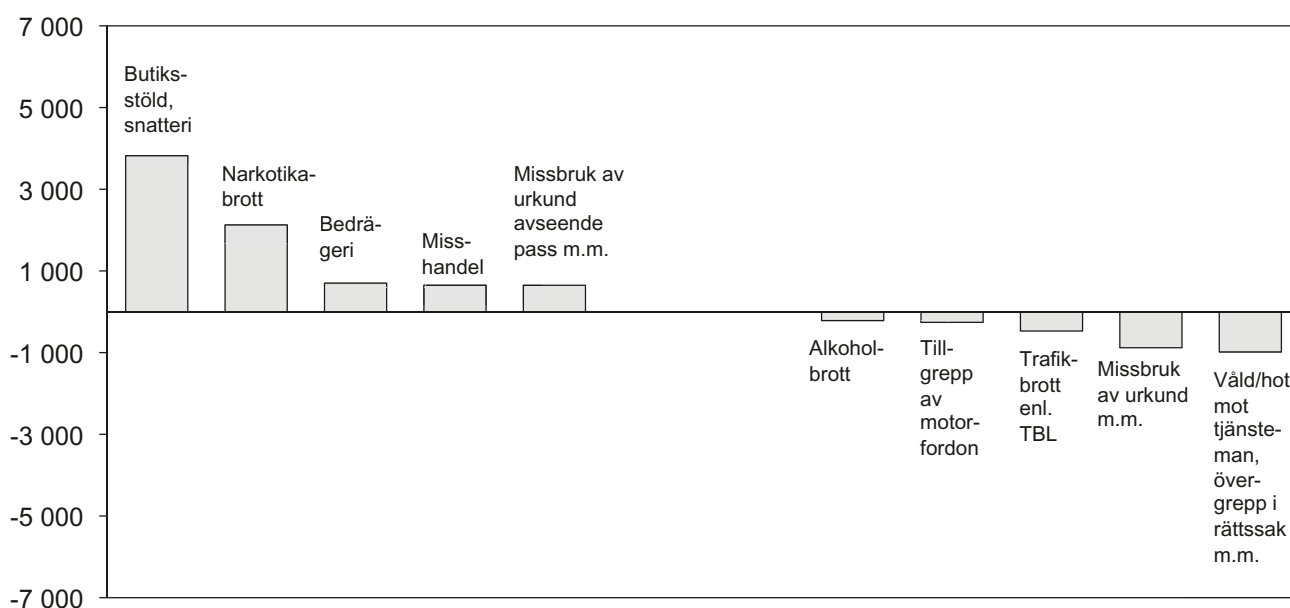 7 000
5 000
3 000
1 000
-1 000
-3 000
-5 000
-7 000
Butiks-
stöld,
snatteri
Narkotika-
brott
Bedrä-
geri
Miss-
handel
Missbruk av
urkund
avseende
pass m.m.
Alkohol-
brott
Till-
grepp
av
motor-
fordon
Trafik-
brott
enl.
TBL
Missbruk
av urkund
m.m.
Våld/hot
mot
tjänste-
man,
över-
grepp i
rättssak
m.m.